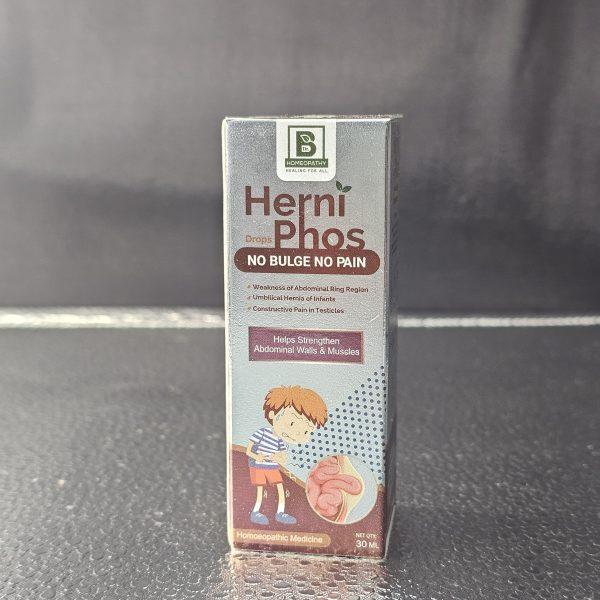 B
HOMEOPATHY
HEALING FOR ALL
Herni
Drops Phos
NO BULGE NO PAIN
Weakness of Abdominal Ring Region
Umbilical Hernia of Infants
Constructive Pain in Testicles
Helps Strengthen
Abdominal Walls & Muscles
Homoeopathic Medicine
NET QTY.
30 ML